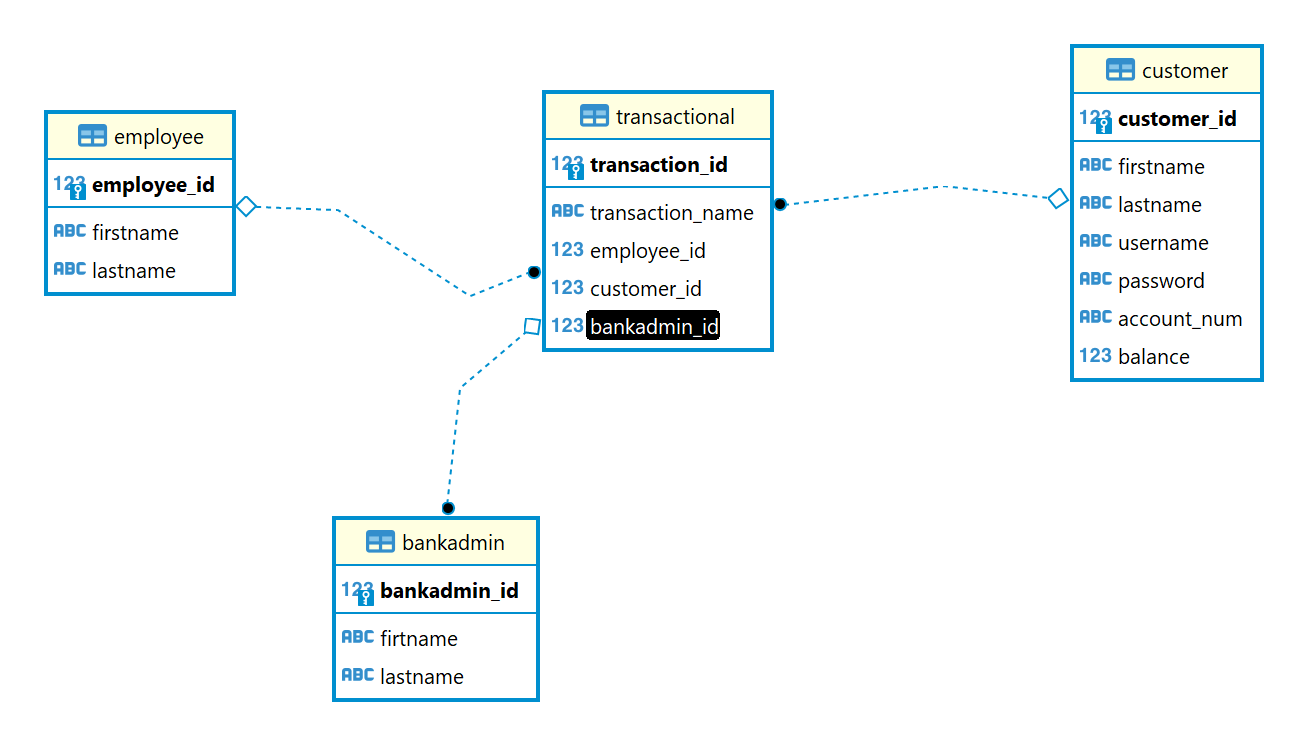 employee
123 employee_id
ABC firstname
ABC lastname
transactional
123 transaction_id
ABC transaction_name
123 employee_id
123 customer_id
123 bankadmin_id
customer
123 customer_id
ABC firstname
ABC lastname
ABC username
ABC password
ABC account_num
123 balance
bankadmin
123 bankadmin_id
ABC firtname
ABC lastname